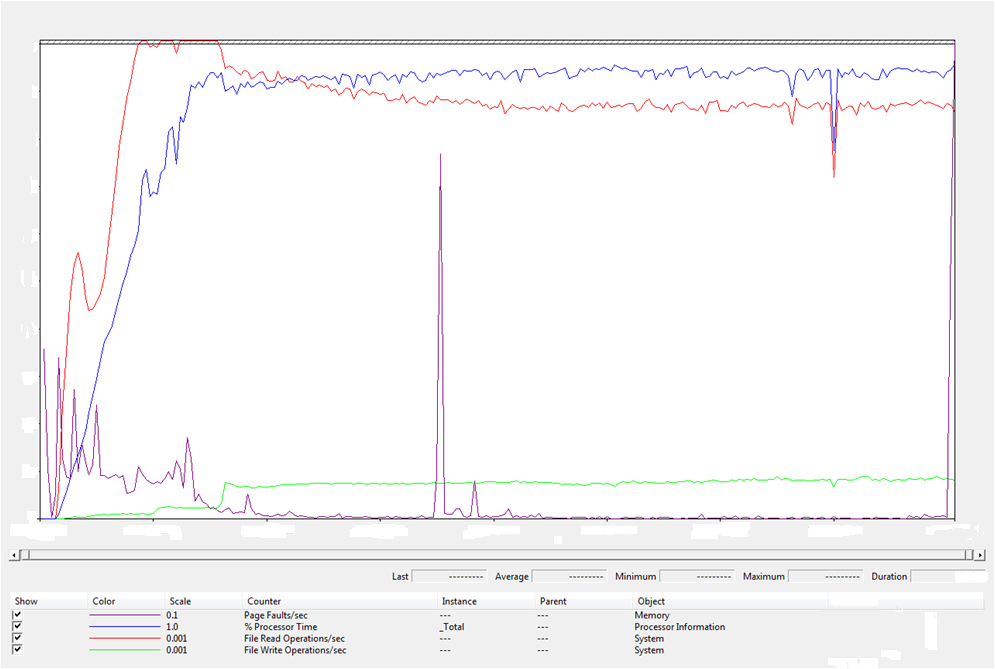 Last --------- Average --------- Minimum --------- Maximum --------- Duration
Show Color Scale Counter Instance Parent Object
0.1 Page Faults/sec --- --- Memory
1.0 % Processor Time _Total --- Processor Information
0.001 File Read Operations/sec --- --- System
0.001 File Write Operations/sec --- --- System